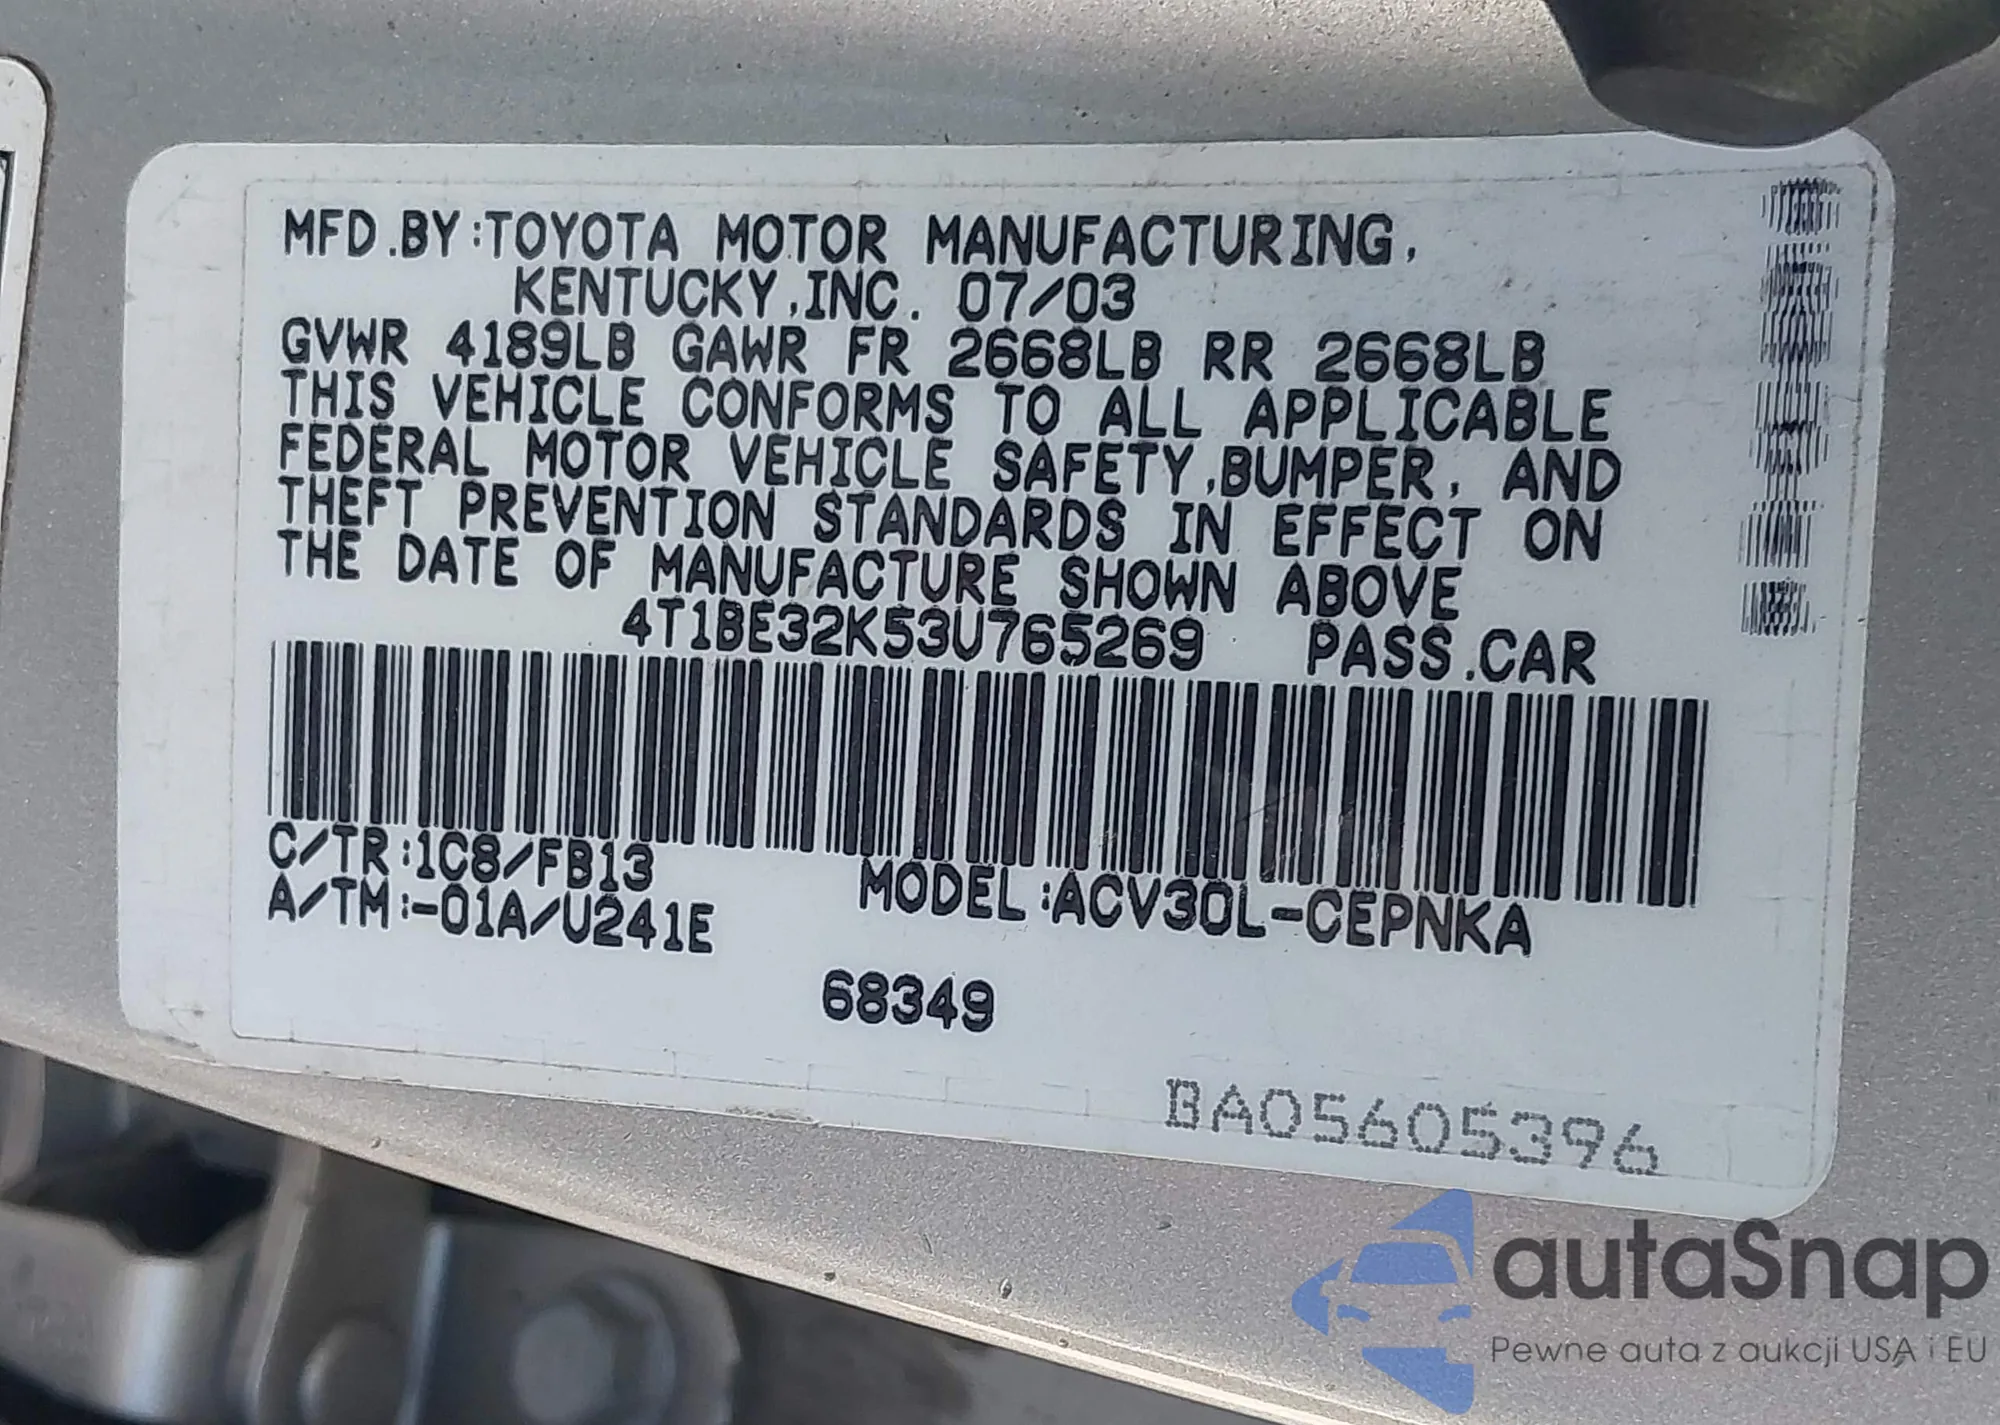 MFD.BY:TOYOTA MOTOR MANUFACTURING,
KENTUCKY,INC. 07/03
GVWR 4189LB GAWR FR 2668LB RR 2668LB
THIS VEHICLE CONFORMS TO ALL APPLICABLE
FEDERAL MOTOR VEHICLE SAFETY,BUMPER, AND
THEFT PREVENTION STANDARDS IN EFFECT ON
THE DATE OF MANUFACTURE SHOWN ABOVE
4T1BE32K53U765269 PASS.CAR
C/TR:1C8/FB13
A/TM:-01A/U241E
MODEL:ACV30L-CEPNKA
68349
BA05605396
autaSnap
Pewne auta z aukcji USA i EU